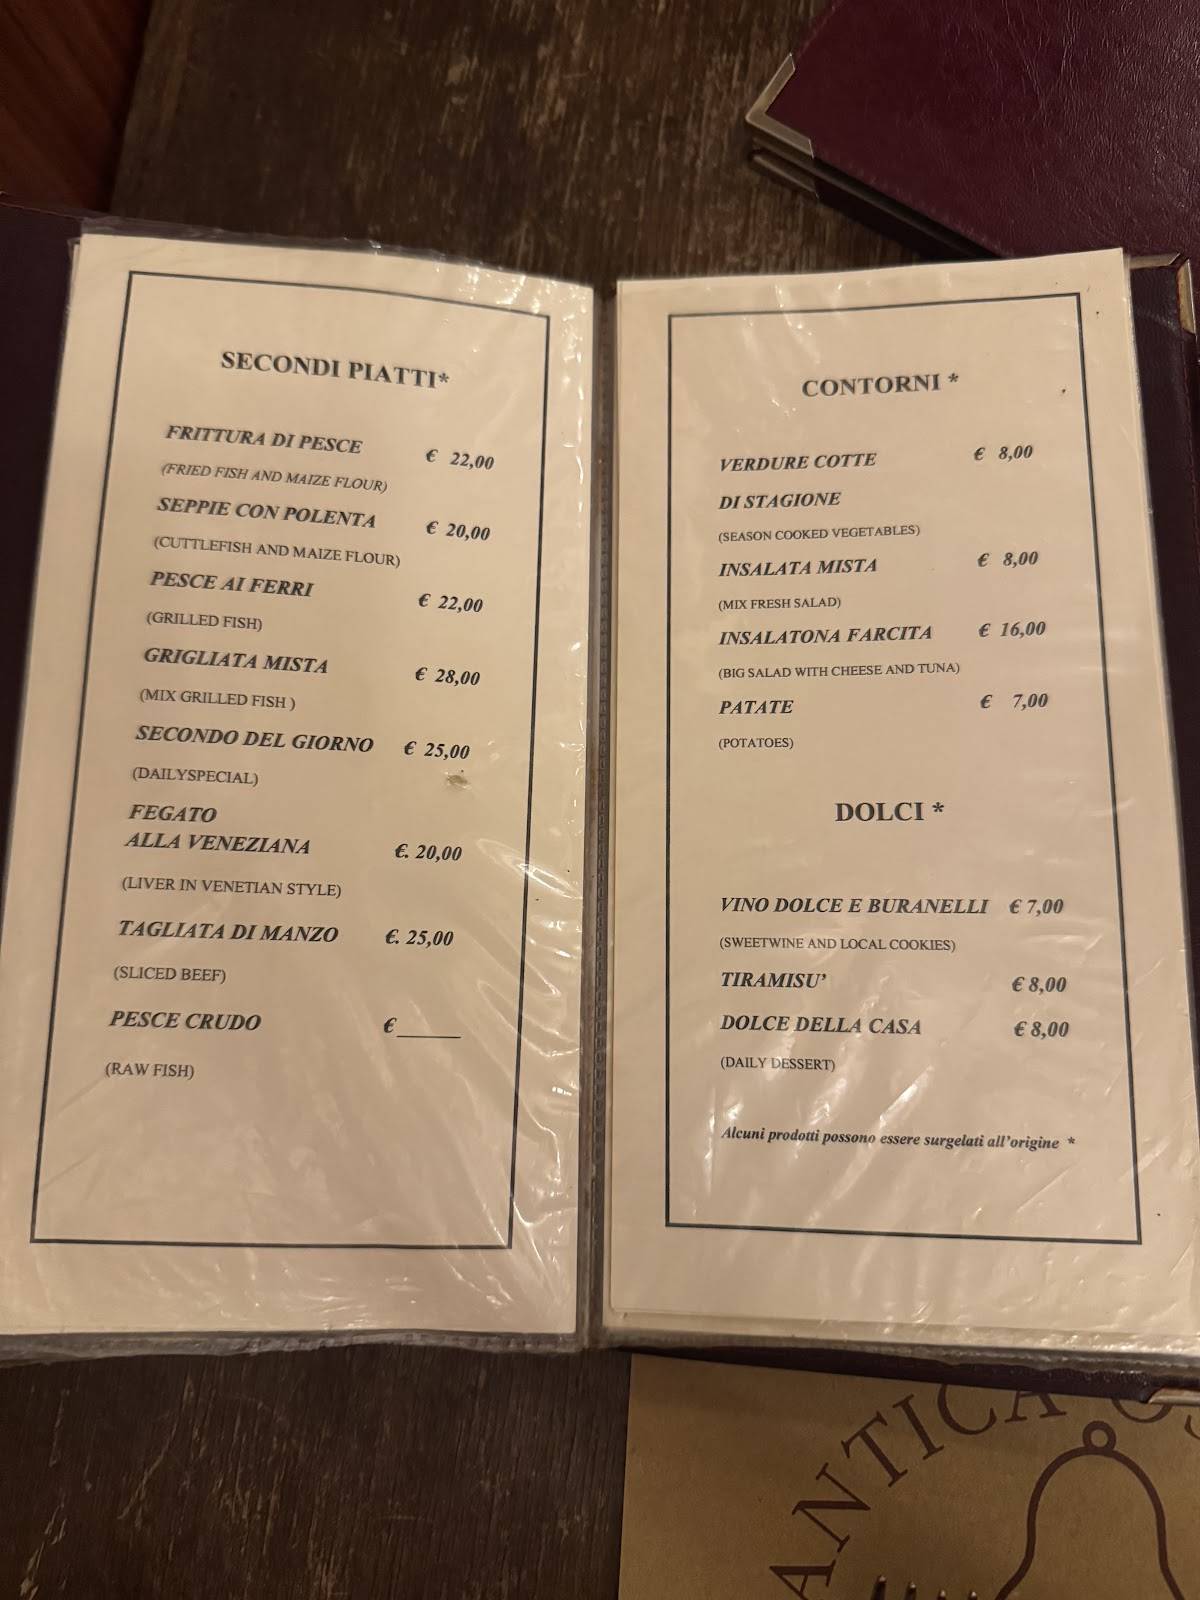 SECONDI PIATTI*
FRITTURA DI PESCE € 22,00
(FRIED FISH AND MAIZE FLOUR)
SEPPIE CON POLENTA € 20,00
(CUTTLEFISH AND MAIZE FLOUR)
PESCE AI FERRI € 22,00
(GRILLED FISH)
GRIGLIATA MISTA € 28,00
(MIX GRILLED FISH )
SECONDO DEL GIORNO € 25,00
(DAILYSPECIAL)
FEGATO
ALLA VENEZIANA €. 20,00
(LIVER IN VENETIAN STYLE)
TAGLIATA DI MANZO €. 25,00
(SLICED BEEF)
PESCE CRUDO €______
(RAW FISH)
CONTORNI *
VERDURE COTTE € 8,00
DI STAGIONE
(SEASON COOKED VEGETABLES)
INSALATA MISTA € 8,00
(MIX FRESH SALAD)
INSALATONA FARCITA € 16,00
(BIG SALAD WITH CHEESE AND TUNA)
PATATE € 7,00
(POTATOES)
DOLCI *
VINO DOLCE E BURANELLI € 7,00
(SWEETWINE AND LOCAL COOKIES)
TIRAMISU' € 8,00
DOLCE DELLA CASA € 8,00
(DAILY DESSERT)
Alcuni prodotti possono essere surgelati all'origine *
ANTICA